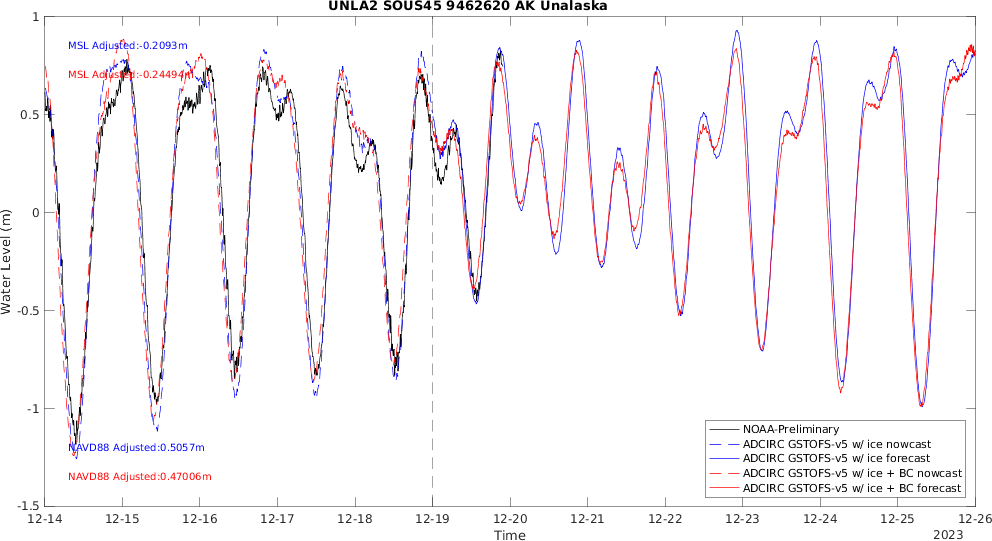 UNLA2 SOUS45 9462620 AK Unalaska
MSL Adjusted:-0.2093m
MSL Adjusted:-0.24494m
NAVD88 Adjusted:0.5057m
NAVD88 Adjusted:0.47006m
Water Level (m)
1
0.5
0
-0.5
-1
-1.5
NOAA-Preliminary
ADCIRC GSTOFS-v5 w/ ice nowcast
ADCIRC GSTOFS-v5 w/ ice forecast
ADCIRC GSTOFS-v5 w/ ice + BC nowcast
ADCIRC GSTOFS-v5 w/ ice + BC forecast
12-14 12-15 12-16 12-17 12-18 12-19 12-20 12-21 12-22 12-23 12-24 12-25 12-26
Time
2023